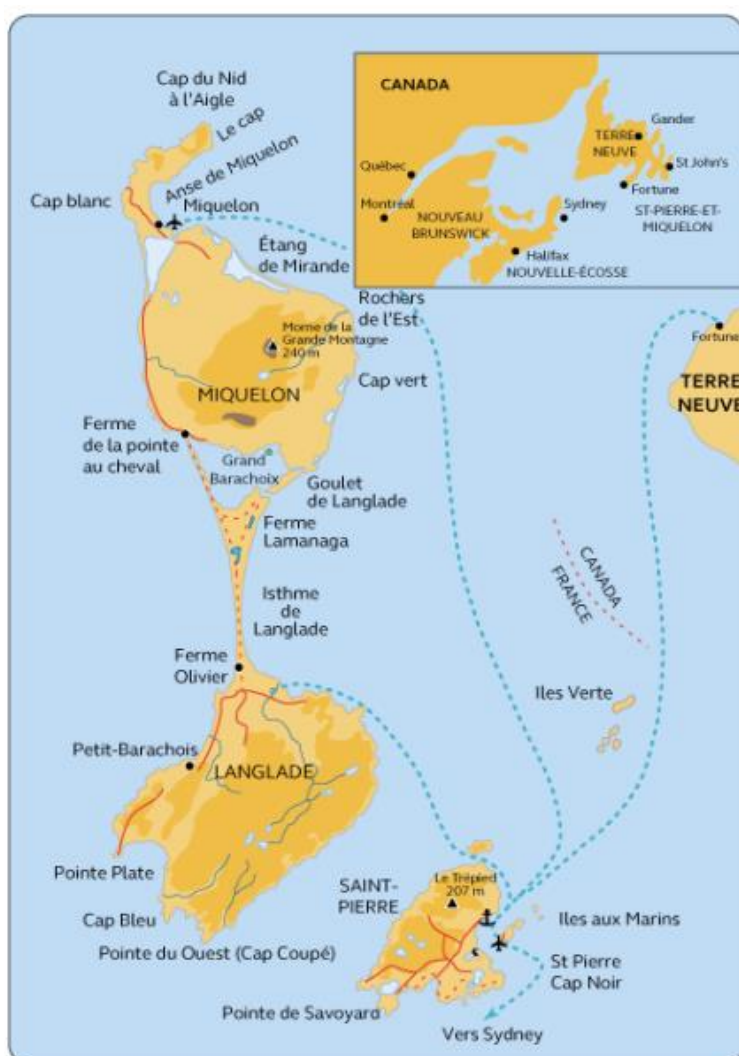 Cap du Nid
à l'Aigle
Le cap
Anse de Miquelon
Cap blanc
Miquelon
Étang
de Mirande
Rochers
de l'Est
Morne de la
Grande Montagne
240 m
Cap vert
MIQUELON
Ferme
de la pointe
au cheval
Grand
Barachoix
Goulet
de Langlade
Ferme
Lamanaga
Isthme
de
Langlade
Ferme
Olivier
Petit-Barachois
LANGLADE
Pointe Plate
Cap Bleu
Pointe du Ouest (Cap Coupé)
CANADA
Gander
TERRE
NEUVE
St John's
Québec
Fortune
Montréal
Sydney
NOUVEAU
BRUNSWICK
ST-PIERRE-ET-
MIQUELON
Halifax
NOUVELLE-ÉCOSSE
Fortune
TERRE
NEUVE
CANADA
FRANCE
Iles Verte
SAINT-
PIERRE
Le Trépied
207 m
Iles aux Marins
St Pierre
Cap Noir
Pointe de Savoyard
Vers Sydney